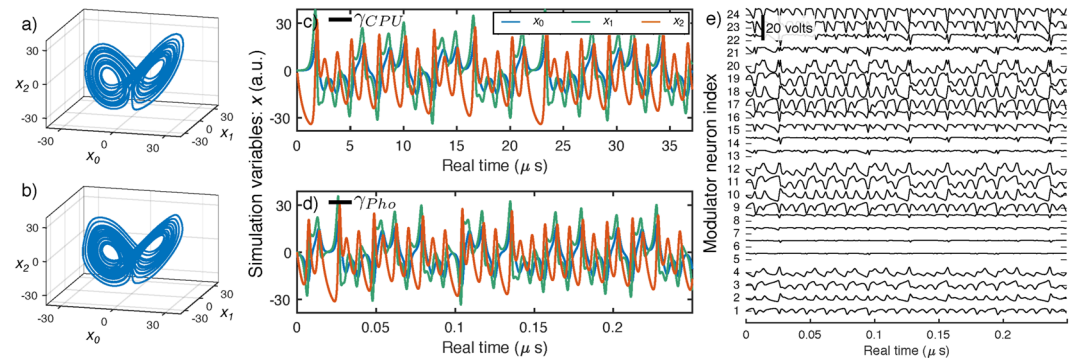 a)
30
0
-30
x2
-30
0
30
x0
-30
0
30
x1
b)
30
0
-30
x2
-30
0
30
x0
-30
0
30
x1
Simulation variables: x (a.u.)
c)
γCPU
x0 x1 x2
30
0
-30
0 5 10 15 20 25 30 35
Real time (μ s)
d)
γPho
30
0
-30
0 0.05 0.1 0.15 0.2
Real time (μ s)
e)
Modulator neuron index
20 volts
24
23
22
21
20
19
18
17
16
15
14
13
12
11
10
9
8
7
6
5
4
3
2
1
0 0.05 0.1 0.15 0.2
Real time (μ s)